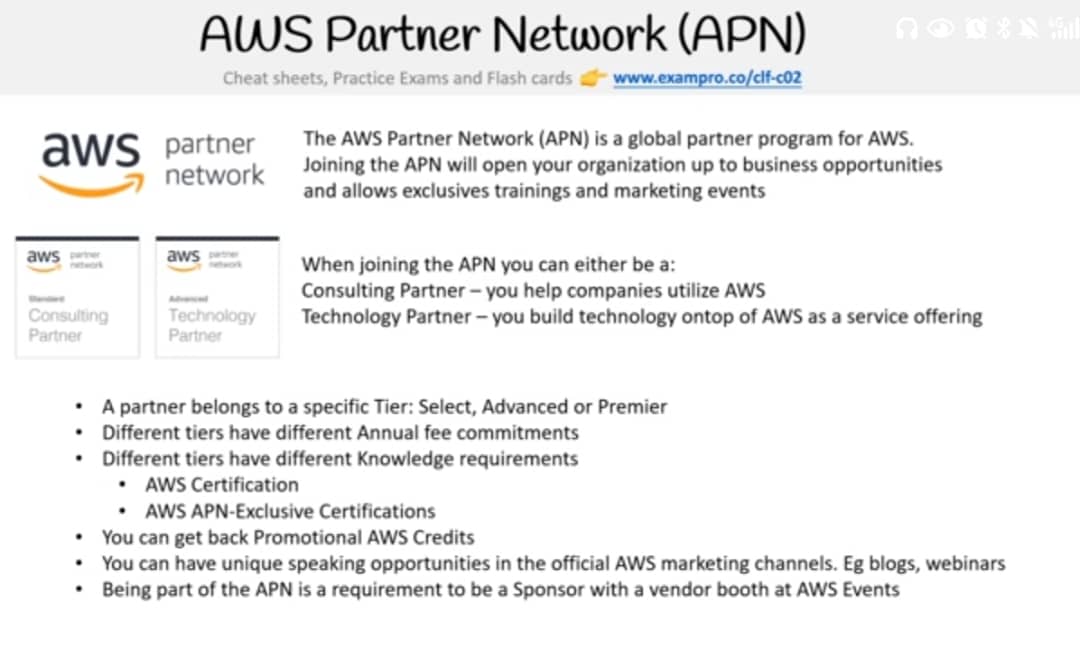 AWS Partner Network (APN)
Cheat sheets, Practice Exams and Flash cards 👉 www.exampro.co/clf-c02
aws partner
network
The AWS Partner Network (APN) is a global partner program for AWS.
Joining the APN will open your organization up to business opportunities
and allows exclusives trainings and marketing events
aws partner
network
Standard
Consulting
Partner
aws partner
network
Advanced
Technology
Partner
When joining the APN you can either be a:
Consulting Partner – you help companies utilize AWS
Technology Partner – you build technology ontop of AWS as a service offering
• A partner belongs to a specific Tier: Select, Advanced or Premier
• Different tiers have different Annual fee commitments
• Different tiers have different Knowledge requirements
• AWS Certification
• AWS APN-Exclusive Certifications
• You can get back Promotional AWS Credits
• You can have unique speaking opportunities in the official AWS marketing channels. Eg blogs, webinars
• Being part of the APN is a requirement to be a Sponsor with a vendor booth at AWS Events